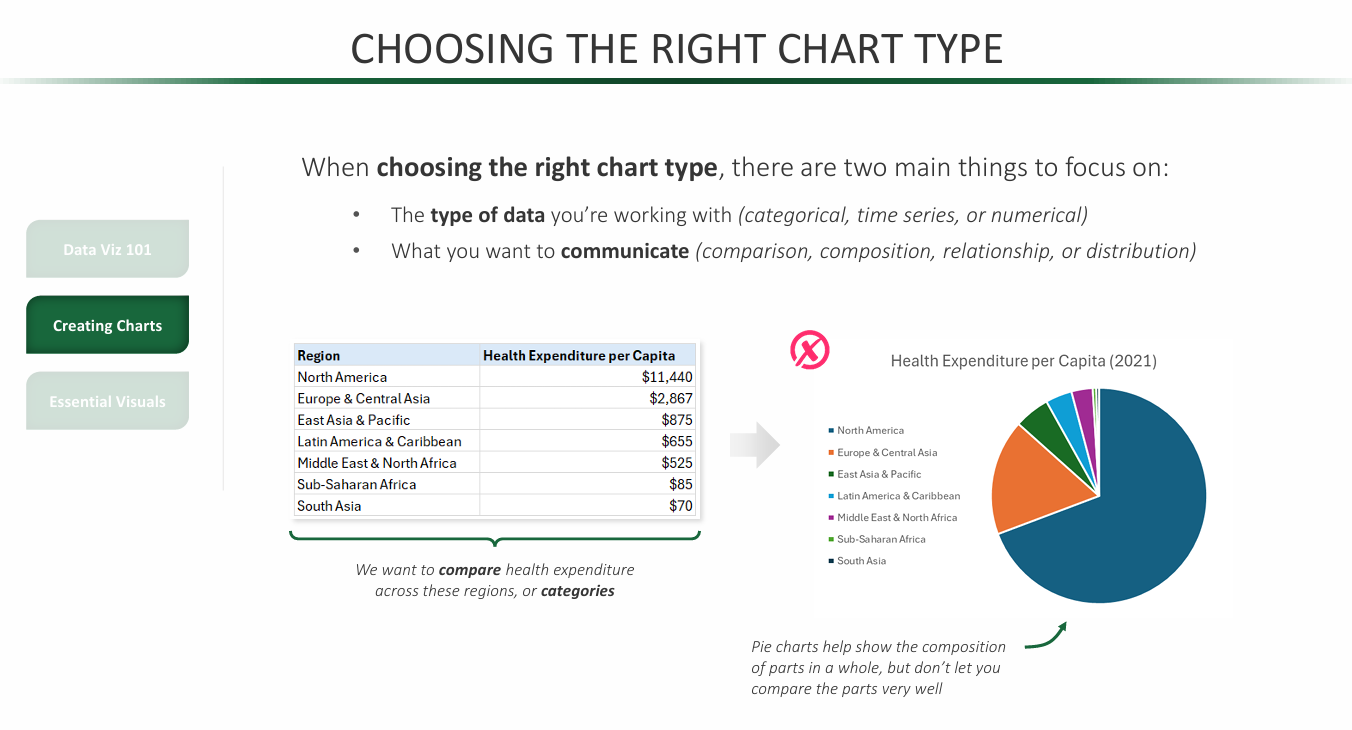 CHOOSING THE RIGHT CHART TYPE
Data Viz 101
Creating Charts
Essential Visuals
When choosing the right chart type, there are two main things to focus on:
• The type of data you’re working with (categorical, time series, or numerical)
• What you want to communicate (comparison, composition, relationship, or distribution)
Region Health Expenditure per Capita
North America $11,440
Europe & Central Asia $2,867
East Asia & Pacific $875
Latin America & Caribbean $655
Middle East & North Africa $525
Sub-Saharan Africa $85
South Asia $70
We want to compare health expenditure
across these regions, or categories
Health Expenditure per Capita (2021)
North America
Europe & Central Asia
East Asia & Pacific
Latin America & Caribbean
Middle East & North Africa
Sub-Saharan Africa
South Asia
Pie charts help show the composition
of parts in a whole, but don’t let you
compare the parts very well